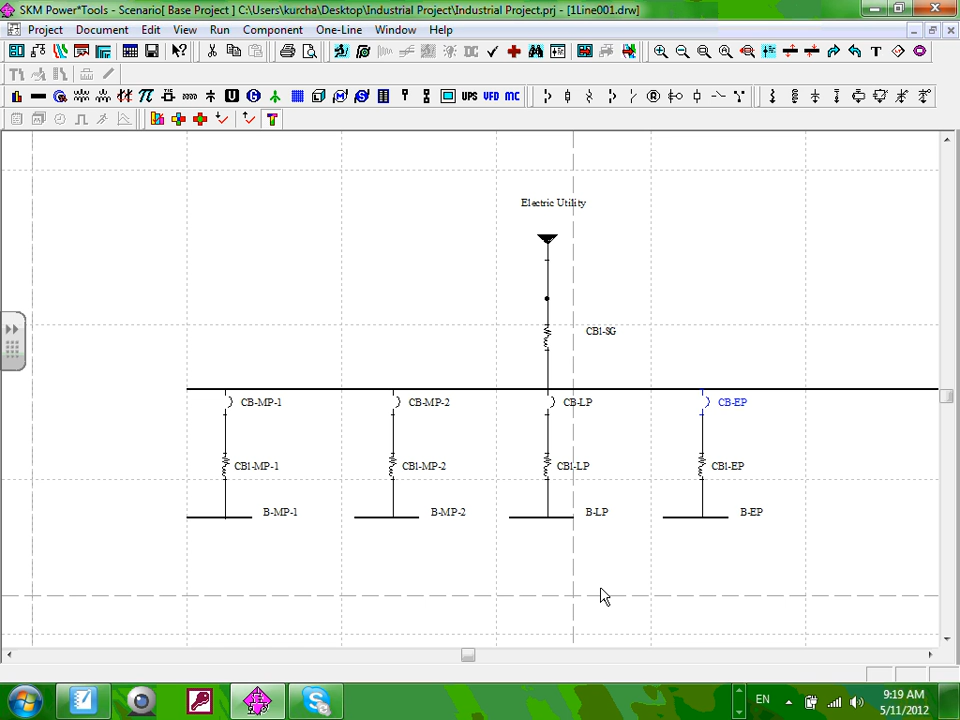 SKM Power*Tools - Scenario[ Base Project ] C:\Users\kurcha\Desktop\Industrial Project\Industrial Project.prj - [1Line001.drw]
Project Document Edit View Run Component One-Line Window Help
DC T
UPS VFD MC
Electric Utility
CB1-SG
CB-MP-1 CB-MP-2 CB-LP CB-EP
CB1-MP-1 CB1-MP-2 CB1-LP CB1-EP
B-MP-1 B-MP-2 B-LP B-EP
EN
9:19 AM
5/11/2012